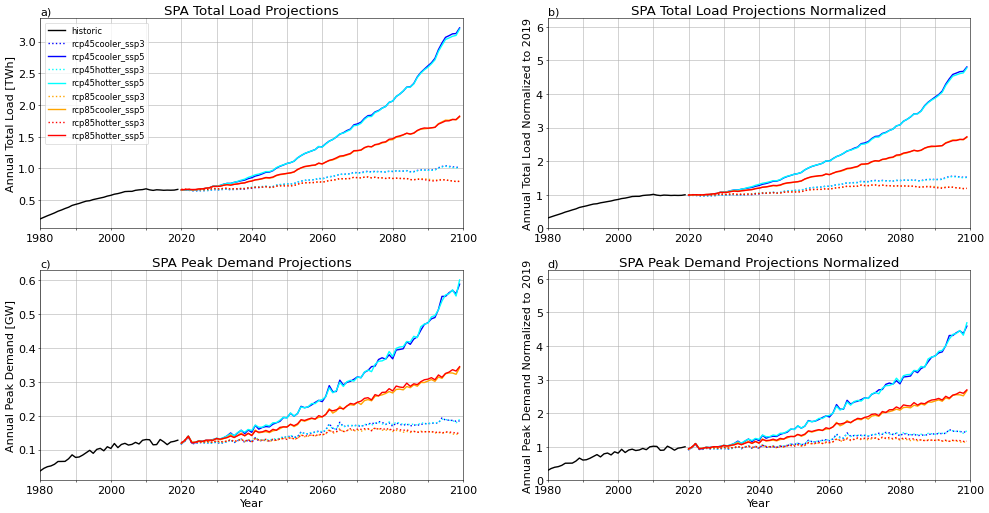 a)
SPA Total Load Projections
Annual Total Load [TWh]
3.0
2.5
2.0
1.5
1.0
0.5
historic
rcp45cooler_ssp3
rcp45cooler_ssp5
rcp45hotter_ssp3
rcp45hotter_ssp5
rcp85cooler_ssp3
rcp85cooler_ssp5
rcp85hotter_ssp3
rcp85hotter_ssp5
1980 2000 2020 2040 2060 2080 2100
b)
SPA Total Load Projections Normalized
Annual Total Load Normalized to 2019
6
5
4
3
2
1
0
1980 2000 2020 2040 2060 2080 2100
c)
SPA Peak Demand Projections
Annual Peak Demand [GW]
0.6
0.5
0.4
0.3
0.2
0.1
1980 2000 2020 2040 2060 2080 2100
Year
d)
SPA Peak Demand Projections Normalized
Annual Peak Demand Normalized to 2019
6
5
4
3
2
1
0
1980 2000 2020 2040 2060 2080 2100
Year